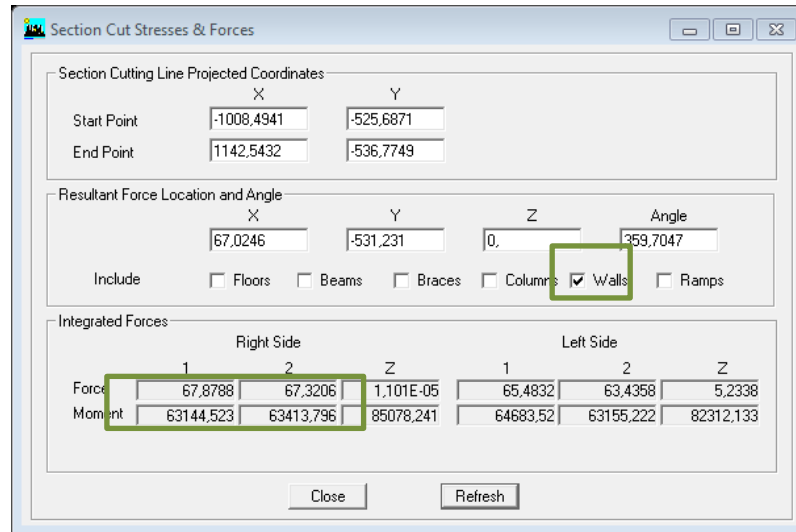 Section Cut Stresses & Forces
Section Cutting Line Projected Coordinates
X Y
Start Point -1008,4941 -525,6871
End Point 1142,5432 -536,7749
Resultant Force Location and Angle
X Y Z Angle
67,0246 -531,231 0, 359,7047
Include Floors Beams Braces Columns Walls Ramps
Integrated Forces
Right Side Left Side
1 2 Z 1 2 Z
Force 67,8788 67,3206 1,101E-05 65,4832 63,4358 5,2338
Moment 63144,523 63413,796 85078,241 64683,52 63155,222 82312,133
Close Refresh